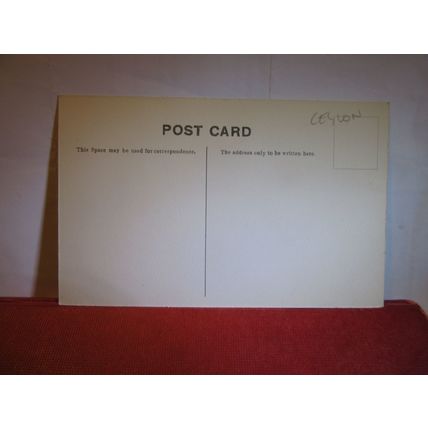 CEYLON
POST CARD
This Space may be used for correspondence.
The address only to be written here.